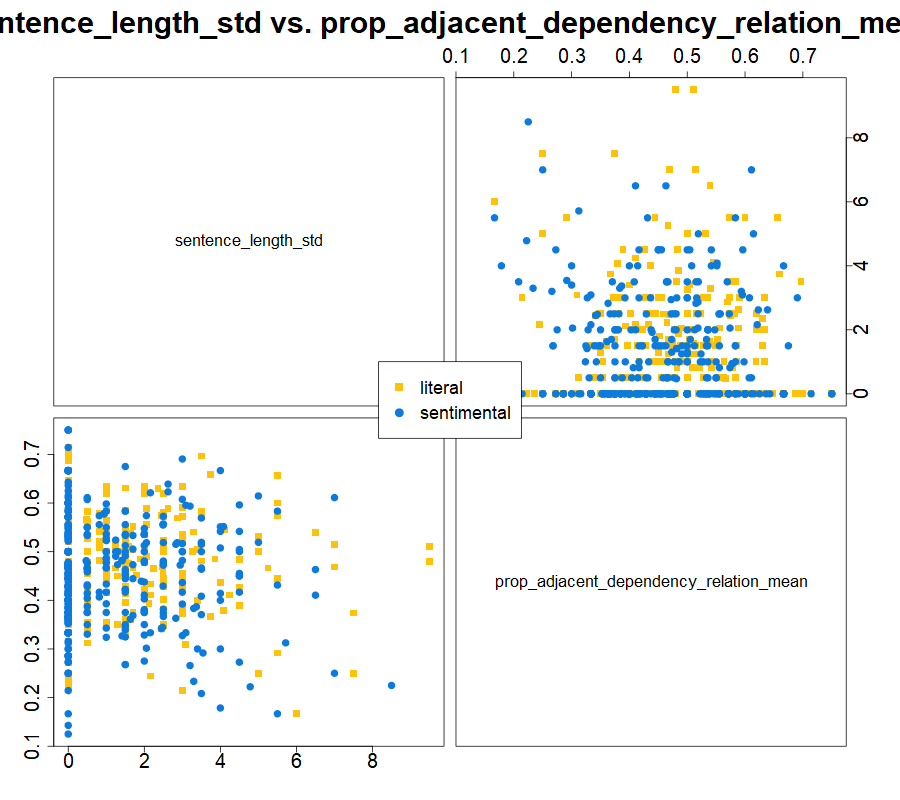 ntence_length_std vs. prop_adjacent_dependency_relation_me
0.1 0.2 0.3 0.4 0.5 0.6 0.7
sentence_length_std
0 2 4 6 8
literal
sentimental
0.1 0.2 0.3 0.4 0.5 0.6 0.7
prop_adjacent_dependency_relation_mean
0 2 4 6 8